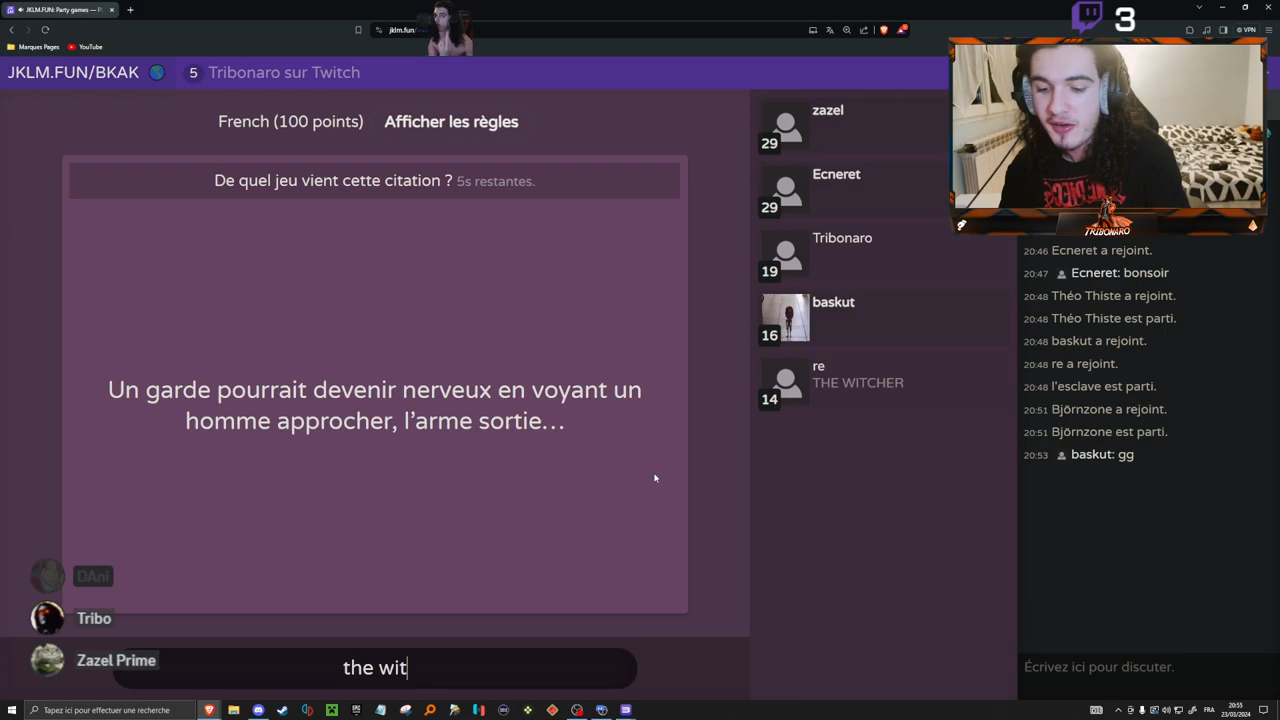 JKLM.FUN: Party games — P
jklm.fun/
VPN
Marques Pages
YouTube
3
JKLM.FUN/BKAK
5 Tribonaro sur Twitch
French (100 points) Afficher les règles
De quel jeu vient cette citation ? 5s restantes.
Un garde pourrait devenir nerveux en voyant un
homme approcher, l'arme sortie…
DAni
Tribo
Zazel Prime
the wit
zazel
29
Ecneret
29
Tribonaro
19
baskut
16
re
THE WITCHER
14
TRIBONARO
20:46 Ecneret a rejoint.
20:47 Ecneret: bonsoir
20:48 Théo Thiste a rejoint.
20:48 Théo Thiste est parti.
20:48 baskut a rejoint.
20:48 re a rejoint.
20:48 l'esclave est parti.
20:51 Björnzone a rejoint.
20:51 Björnzone est parti.
20:53 baskut: gg
Écrivez ici pour discuter.
Tapez ici pour effectuer une recherche
FRA
20:55
23/03/2024